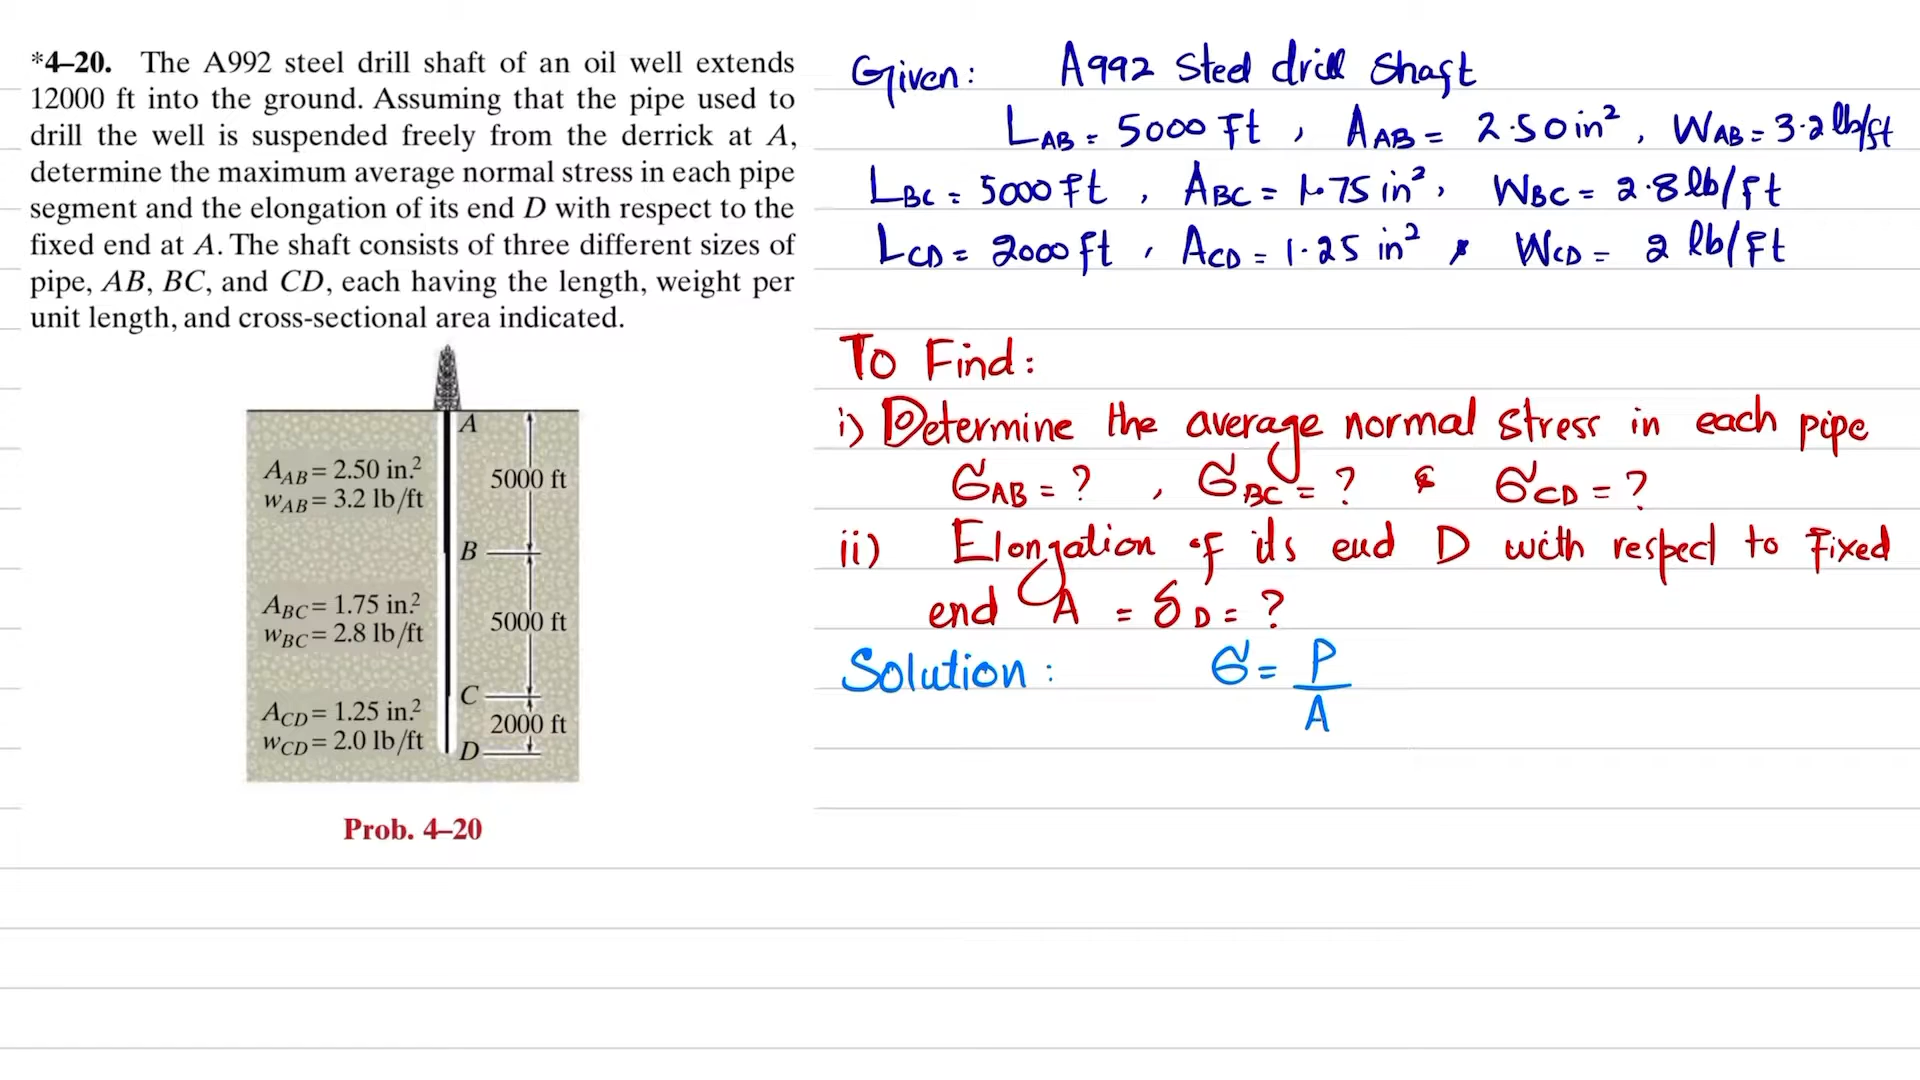 *4–20. The A992 steel drill shaft of an oil well extends
12000 ft into the ground. Assuming that the pipe used to
drill the well is suspended freely from the derrick at A,
determine the maximum average normal stress in each pipe
segment and the elongation of its end D with respect to the
fixed end at A. The shaft consists of three different sizes of
pipe, AB, BC, and CD, each having the length, weight per
unit length, and cross-sectional area indicated.
A
A_AB = 2.50 in.²
w_AB = 3.2 lb/ft
5000 ft
B
A_BC = 1.75 in.²
w_BC = 2.8 lb/ft
5000 ft
C
A_CD = 1.25 in.²
w_CD = 2.0 lb/ft
2000 ft
D
Prob. 4–20
Given: A992 Steel drill Shaft
L_AB = 5000 Ft , A_AB = 2.50 in² , W_AB = 3.2 lb/ft
L_BC = 5000 ft , A_BC = 1.75 in² , W_BC = 2.8 lb/ft
L_CD = 2000 ft , A_CD = 1.25 in² , W_CD = 2 lb/ft
To Find:
i) Determine the average normal stress in each pipe
σ_AB = ? , σ_BC = ? & σ_CD = ?
ii) Elongation of its end D with respect to Fixed
end A = δ_D = ?
Solution: σ = P/A